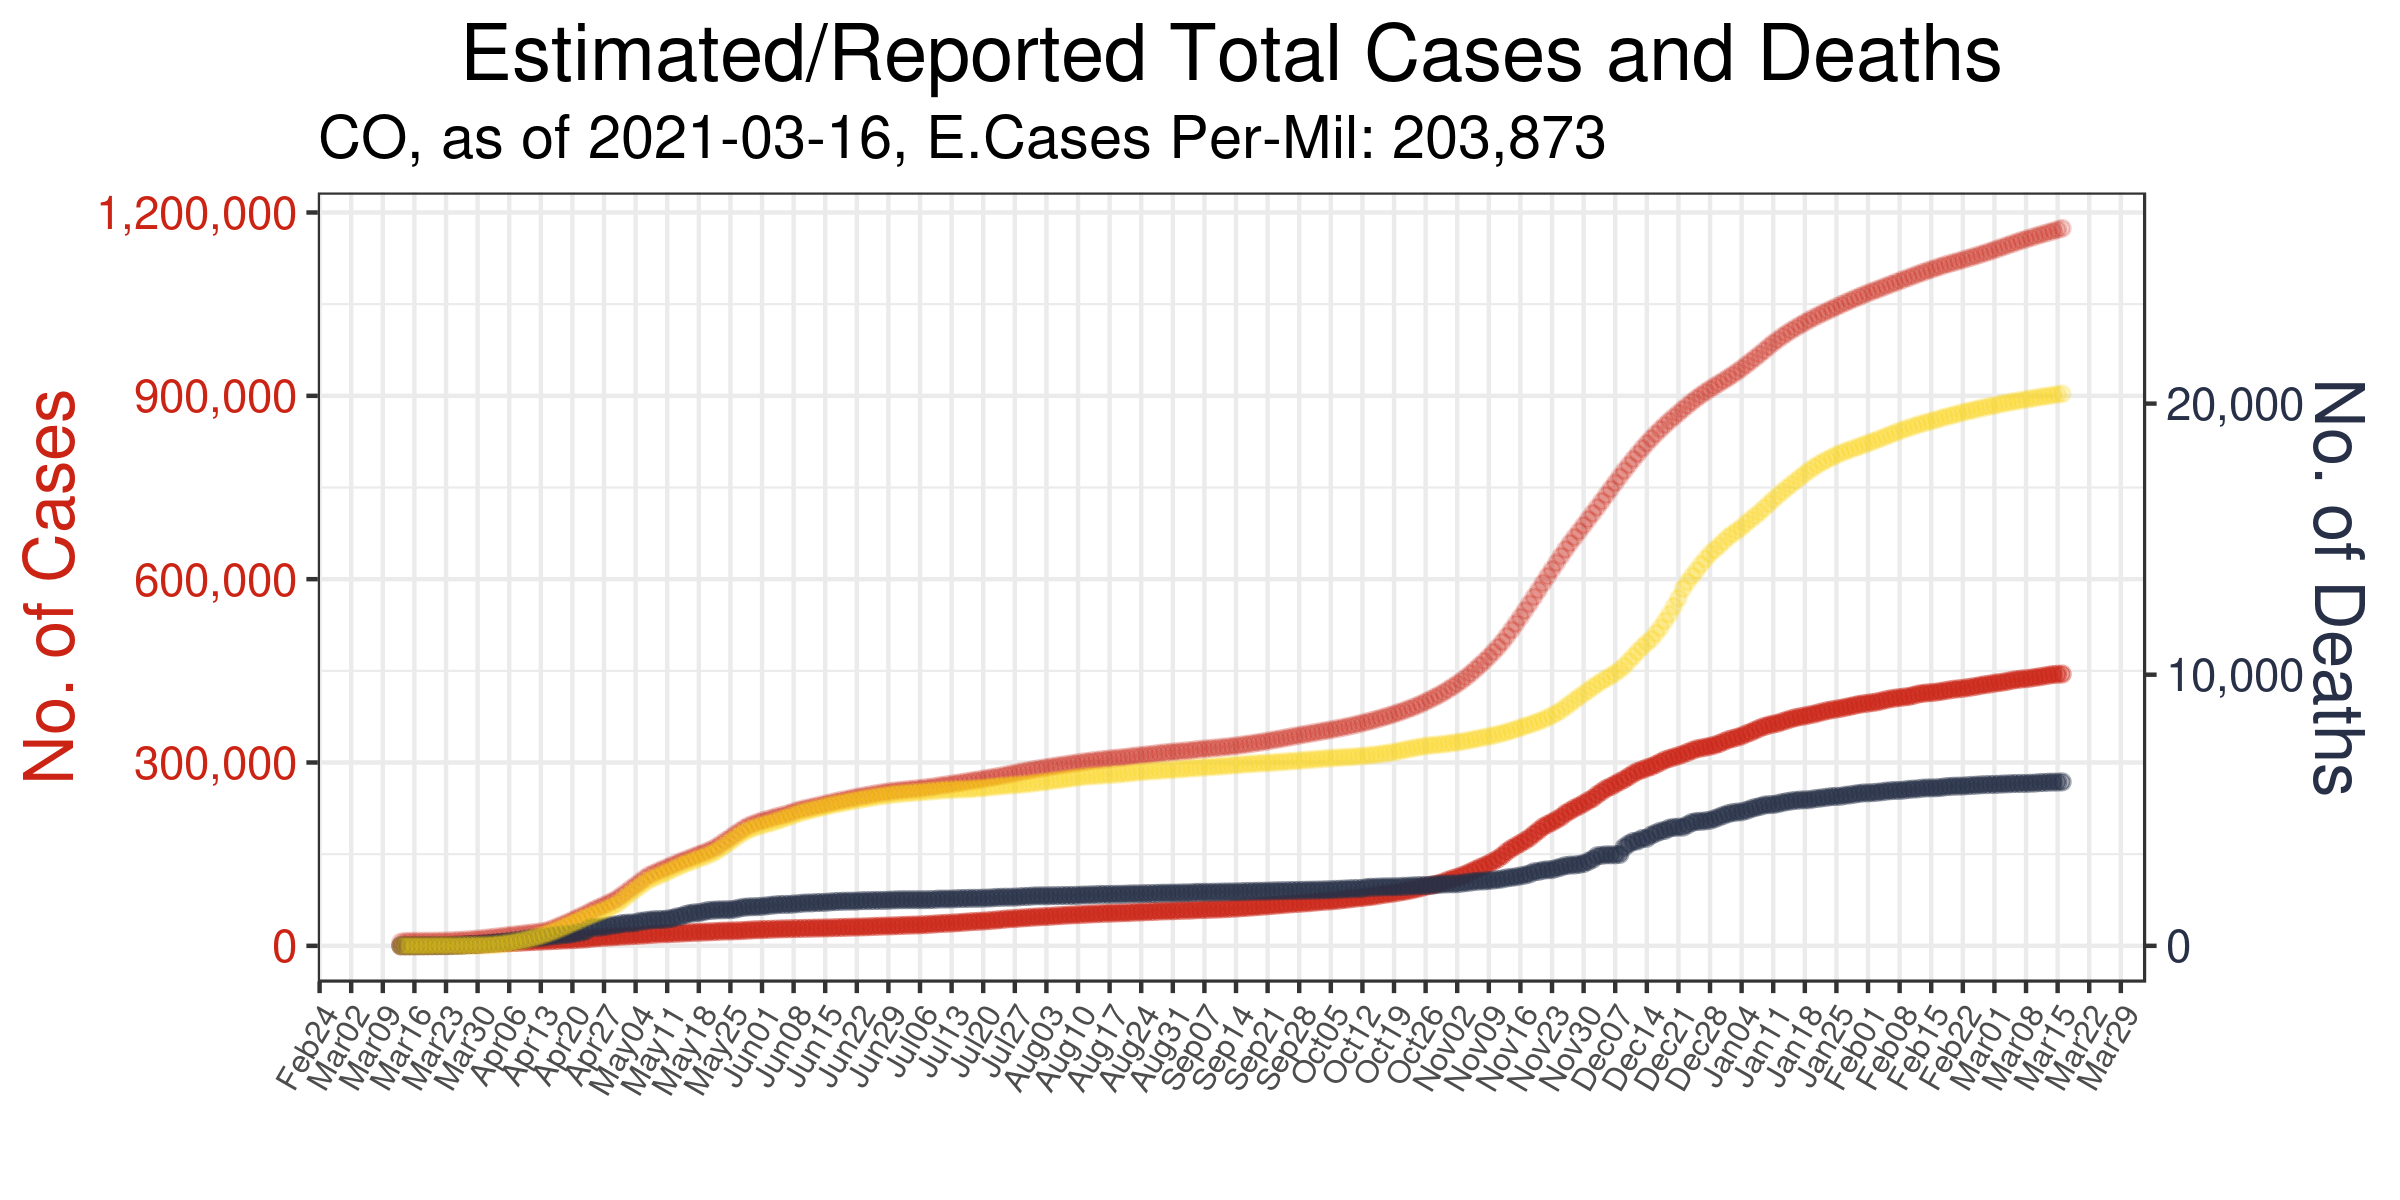 Estimated/Reported Total Cases and Deaths
CO, as of 2021-03-16, E.Cases Per-Mil: 203,873
No. of Cases
1,200,000
900,000
600,000
300,000
0
20,000
10,000
0
No. of Deaths
Feb24
Mar02
Mar09
Mar16
Mar23
Mar30
Apr06
Apr13
Apr20
Apr27
May04
May11
May18
May25
Jun01
Jun08
Jun15
Jun22
Jun29
Jul06
Jul13
Jul20
Jul27
Aug03
Aug10
Aug17
Aug24
Aug31
Sep07
Sep14
Sep21
Sep28
Oct05
Oct12
Oct19
Oct26
Nov02
Nov09
Nov16
Nov23
Nov30
Dec07
Dec14
Dec21
Dec28
Jan04
Jan11
Jan18
Jan25
Feb01
Feb08
Feb15
Feb22
Mar01
Mar08
Mar15
Mar22
Mar29